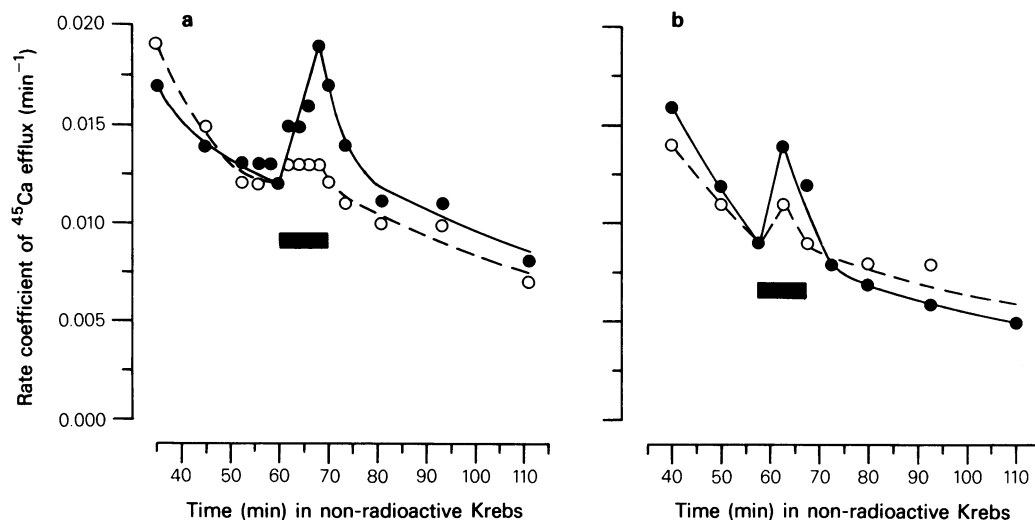 a
b
Rate coefficient of ⁴⁵Ca efflux (min⁻¹)
0.020
0.015
0.010
0.005
0.000
40 50 60 70 80 90 100 110
40 50 60 70 80 90 100 110
Time (min) in non-radioactive Krebs
Time (min) in non-radioactive Krebs